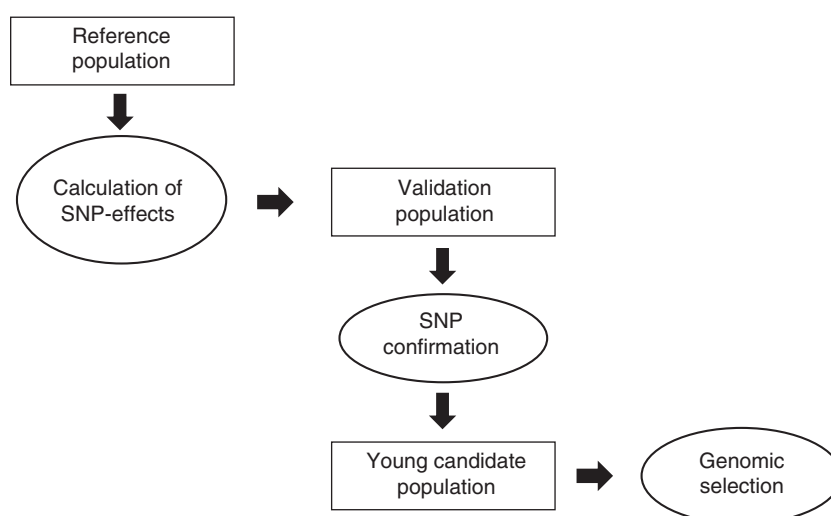 Reference
population
Calculation of
SNP-effects
Validation
population
SNP
confirmation
Young candidate
population
Genomic
selection